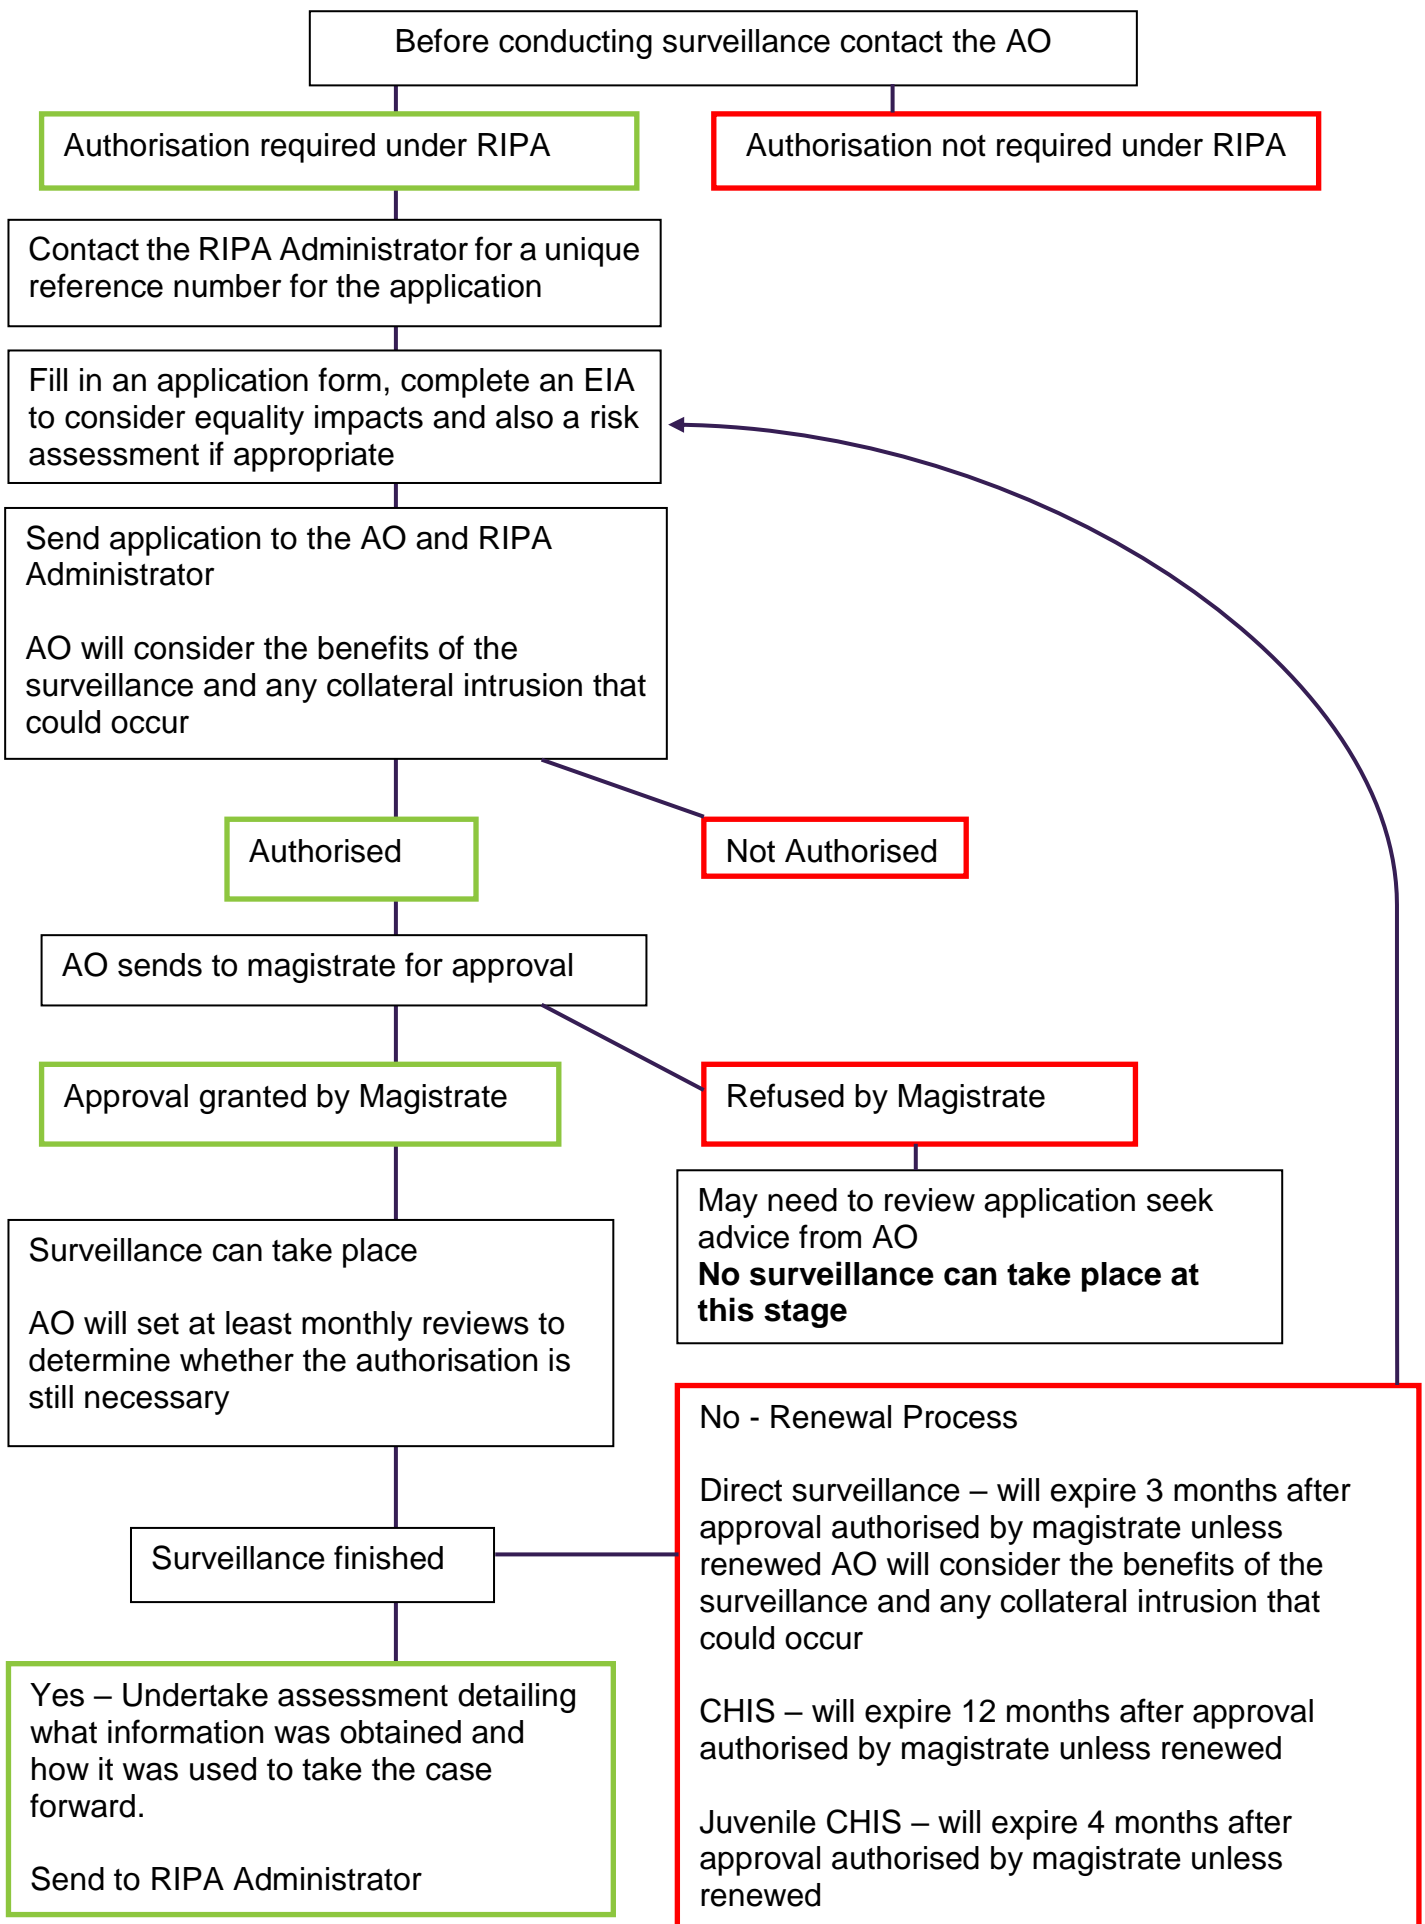 Before conducting surveillance contact the AO
Authorisation required under RIPA
Authorisation not required under RIPA
Contact the RIPA Administrator for a unique
reference number for the application
Fill in an application form, complete an EIA
to consider equality impacts and also a risk
assessment if appropriate
Send application to the AO and RIPA
Administrator
AO will consider the benefits of the
surveillance and any collateral intrusion that
could occur
Authorised
Not Authorised
AO sends to magistrate for approval
Approval granted by Magistrate
Refused by Magistrate
May need to review application seek
advice from AO
No surveillance can take place at
this stage
Surveillance can take place
AO will set at least monthly reviews to
determine whether the authorisation is
still necessary
Surveillance finished
No - Renewal Process
Direct surveillance – will expire 3 months after
approval authorised by magistrate unless
renewed AO will consider the benefits of the
surveillance and any collateral intrusion that
could occur
CHIS – will expire 12 months after approval
authorised by magistrate unless renewed
Juvenile CHIS – will expire 4 months after
approval authorised by magistrate unless
renewed
Yes – Undertake assessment detailing
what information was obtained and
how it was used to take the case
forward.
Send to RIPA Administrator